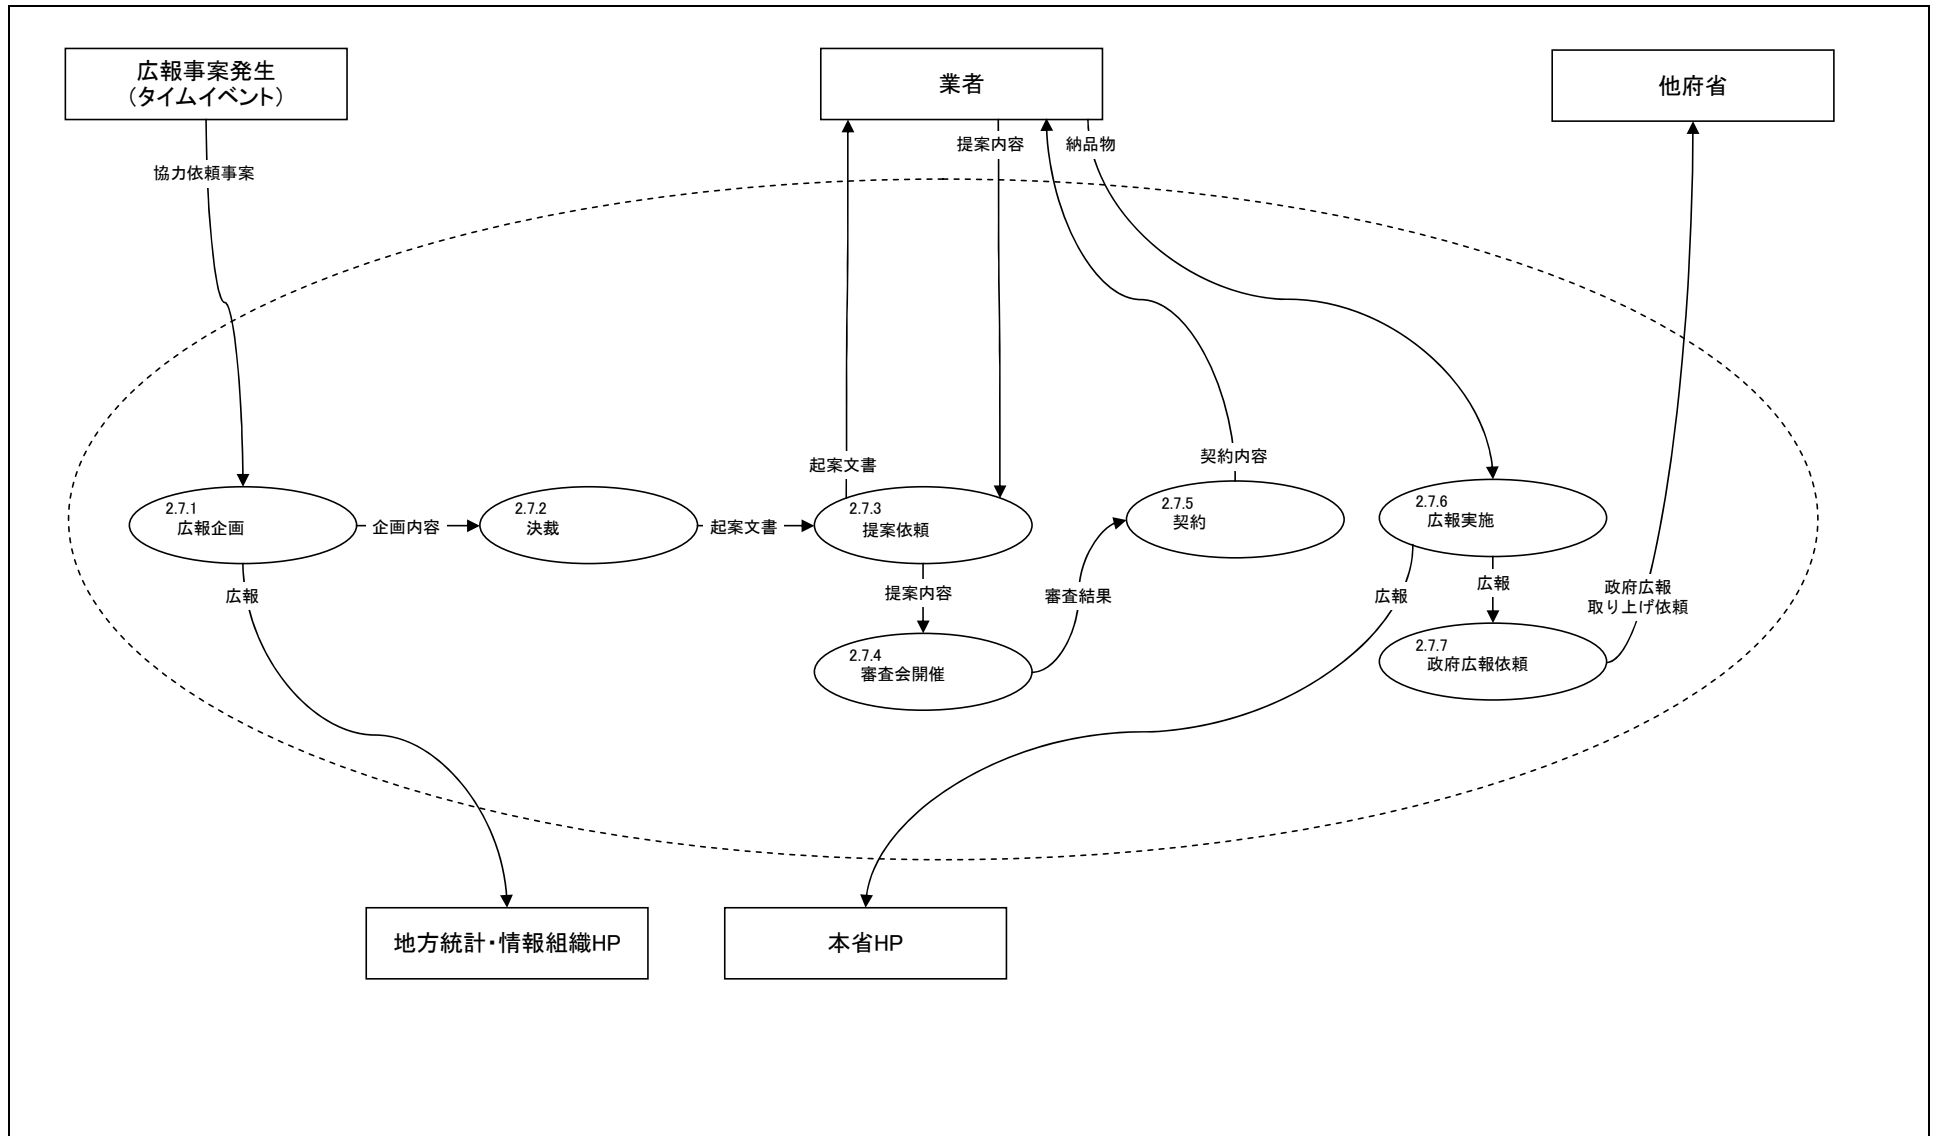 広報事案発生
（タイムイベント）
業者
他府省
協力依頼事案
提案内容
納品物
起案文書
契約内容
2.7.1
広報企画
企画内容
2.7.2
決裁
起案文書
2.7.3
提案依頼
2.7.5
契約
2.7.6
広報実施
広報
提案内容
審査結果
広報
広報
政府広報
取り上げ依頼
2.7.4
審査会開催
2.7.7
政府広報依頼
地方統計・情報組織HP
本省HP